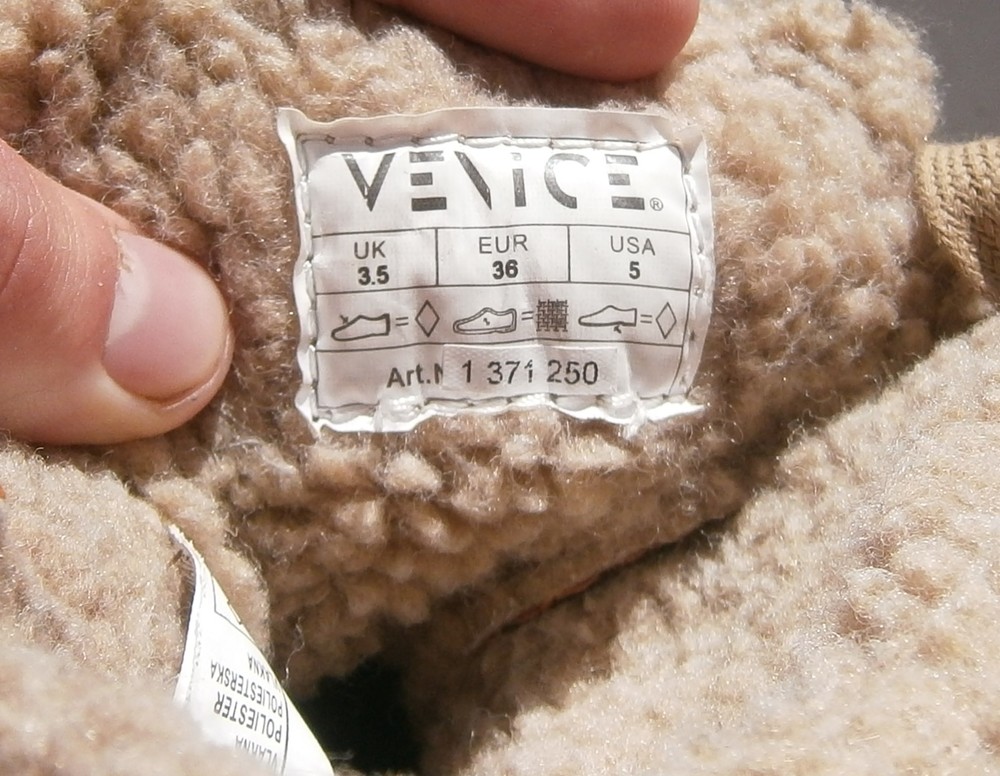 VENICE®
UK EUR USA
3.5 36 5
= = =
Art.N 1 371 250
POLIESTERSKA
POLIESTER